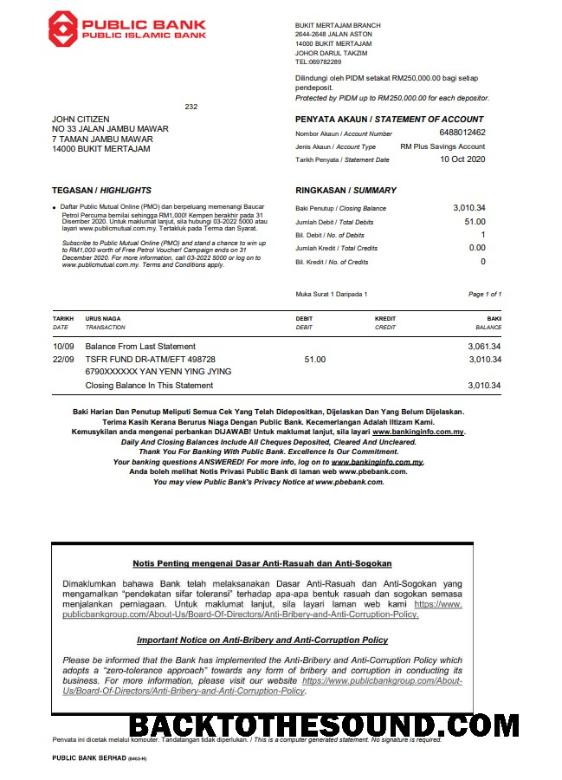 PUBLIC BANK
PUBLIC ISLAMIC BANK
BUKIT MERTAJAM BRANCH
2644-2648 JALAN ASTON
14000 BUKIT MERTAJAM
JOHOR DARUL TAKZIM
TEL:069782289
Dilindungi oleh PIDM setakat RM250,000.00 bagi setiap
pendeposit.
Protected by PIDM up to RM250,000.00 for each depositor.
232
JOHN CITIZEN
NO 33 JALAN JAMBU MAWAR
7 TAMAN JAMBU MAWAR
14000 BUKIT MERTAJAM
PENYATA AKAUN / STATEMENT OF ACCOUNT
Nombor Akaun / Account Number 6488012462
Jenis Akaun / Account Type RM Plus Savings Account
Tarikh Penyata / Statement Date 10 Oct 2020
TEGASAN / HIGHLIGHTS
• Daftar Public Mutual Online (PMO) dan berpeluang memenangi Baucar
Petrol Percuma bernilai sehingga RM1,000! Kempen berakhir pada 31
Disember 2020. Untuk maklumat lanjut, sila hubungi 03-2022 5000 atau
layari www.publicmutual.com.my. Tertakluk pada Terma dan Syarat.
Subscribe to Public Mutual Online (PMO) and stand a chance to win up
to RM1,000 worth of Free Petrol Voucher! Campaign ends on 31
December 2020. For more information, call 03-2022 5000 or log on to
www.publicmutual.com.my. Terms and Conditions apply.
RINGKASAN / SUMMARY
Baki Penutup / Closing Balance 3,010.34
Jumlah Debit / Total Debits 51.00
Bil. Debit / No. of Debits 1
Jumlah Kredit / Total Credits 0.00
Bil. Kredit / No. of Credits 0
Muka Surat 1 Daripada 1 Page 1 of 1
TARIKH URUS NIAGA DEBIT KREDIT BAKI
DATE TRANSACTION DEBIT CREDIT BALANCE
10/09 Balance From Last Statement 3,061.34
22/09 TSFR FUND DR-ATM/EFT 498728 51.00 3,010.34
6790XXXXXX YAN YENN YING JYING
Closing Balance In This Statement 3,010.34
Baki Harian Dan Penutup Meliputi Semua Cek Yang Telah Didepositkan, Dijelaskan Dan Yang Belum Dijelaskan.
Terima Kasih Kerana Berurus Niaga Dengan Public Bank. Kecemerlangan Adalah Iltizam Kami.
Kemusykilan anda mengenai perbankan DIJAWAB! Untuk maklumat lanjut, sila layari www.bankinginfo.com.my.
Daily And Closing Balances Include All Cheques Deposited, Cleared And Uncleared.
Thank You For Banking With Public Bank. Excellence Is Our Commitment.
Your banking questions ANSWERED! For more info, log on to www.bankinginfo.com.my.
Anda boleh melihat Notis Privasi Public Bank di laman web www.pbebank.com.
You may view Public Bank's Privacy Notice at www.pbebank.com.
Notis Penting mengenai Dasar Anti-Rasuah dan Anti-Sogokan
Dimaklumkan bahawa Bank telah melaksanakan Dasar Anti-Rasuah dan Anti-Sogokan yang
mengamalkan "pendekatan sifar toleransi" terhadap apa-apa bentuk rasuah dan sogokan semasa
menjalankan perniagaan. Untuk maklumat lanjut, sila layari laman web kami https://www.
publicbankgroup.com/About-Us/Board-Of-Directors/Anti-Bribery-and-Anti-Corruption-Policy.
Important Notice on Anti-Bribery and Anti-Corruption Policy
Please be informed that the Bank has implemented the Anti-Bribery and Anti-Corruption Policy which
adopts a "zero-tolerance approach" towards any form of bribery and corruption in conducting its
business. For more information, please visit our website https://www.publicbankgroup.com/About-
Us/Board-Of-Directors/Anti-Bribery-and-Anti-Corruption-Policy.
BACKTOTHESOUND.COM
Penyata ini dicetak melalui komputer. Tandatangan tidak diperlukan. / This is a computer generated statement. No signature is required.
PUBLIC BANK BERHAD (6463-H)